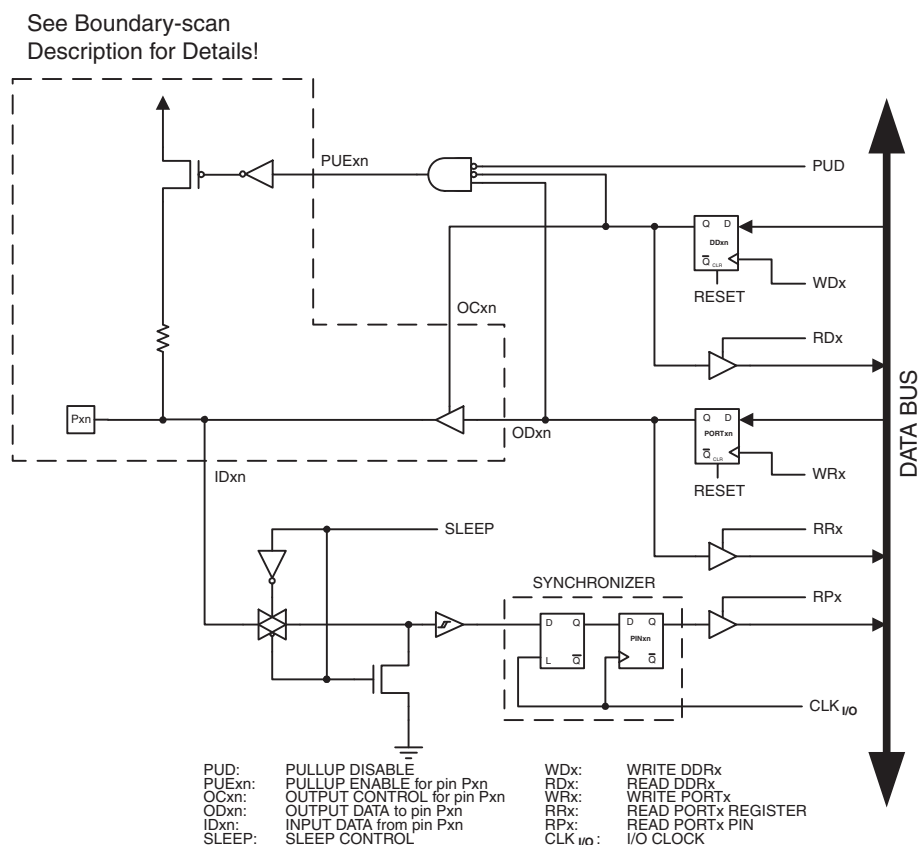 See Boundary-scan
Description for Details!
PUExn
PUD
Q D
DDxn
Q CLR
WDx
RESET
OCxn
RDx
Pxn
ODxn
Q D
PORTxn
Q CLR
WRx
RESET
IDxn
DATA BUS
SLEEP
RRx
SYNCHRONIZER
RPx
D Q
L Q
D Q
PINxn
Q
CLK I/O
PUD: PULLUP DISABLE
PUExn: PULLUP ENABLE for pin Pxn
OCxn: OUTPUT CONTROL for pin Pxn
ODxn: OUTPUT DATA to pin Pxn
IDxn: INPUT DATA from pin Pxn
SLEEP: SLEEP CONTROL
WDx: WRITE DDRx
RDx: READ DDRx
WRx: WRITE PORTx
RRx: READ PORTx REGISTER
RPx: READ PORTx PIN
CLK I/O: I/O CLOCK